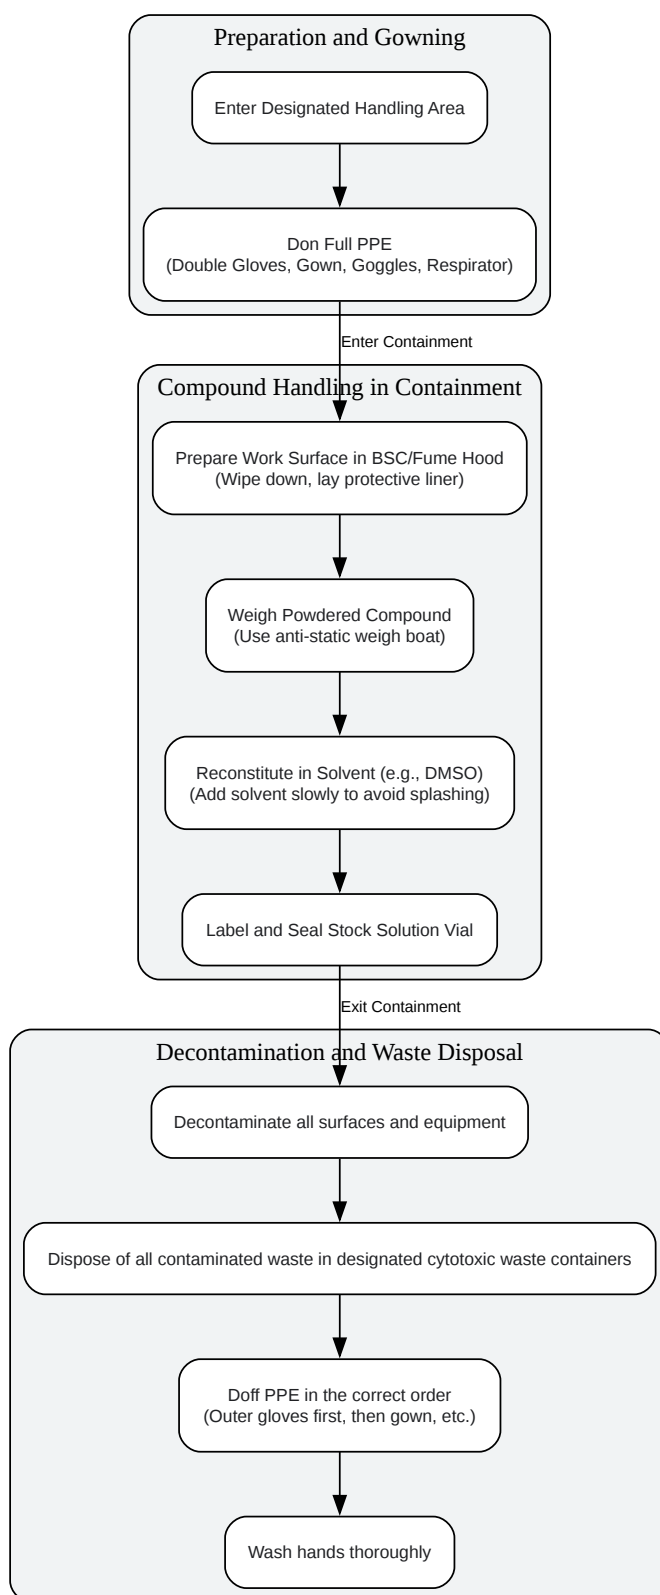 Preparation and Gowning
Enter Designated Handling Area
Don Full PPE
(Double Gloves, Gown, Goggles, Respirator)
Enter Containment
Compound Handling in Containment
Prepare Work Surface in BSC/Fume Hood
(Wipe down, lay protective liner)
Weigh Powdered Compound
(Use anti-static weigh boat)
Reconstitute in Solvent (e.g., DMSO)
(Add solvent slowly to avoid splashing)
Label and Seal Stock Solution Vial
Exit Containment
Decontamination and Waste Disposal
Decontaminate all surfaces and equipment
Dispose of all contaminated waste in designated cytotoxic waste containers
Doff PPE in the correct order
(Outer gloves first, then gown, etc.)
Wash hands thoroughly